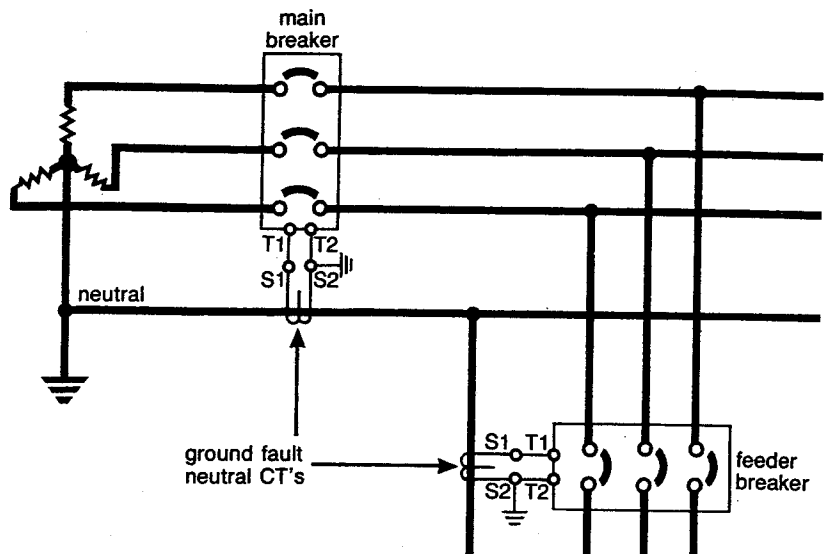 main
breaker
T1 T2
S1 S2
neutral
ground fault
neutral CT's
S1 T1
S2 T2
feeder
breaker